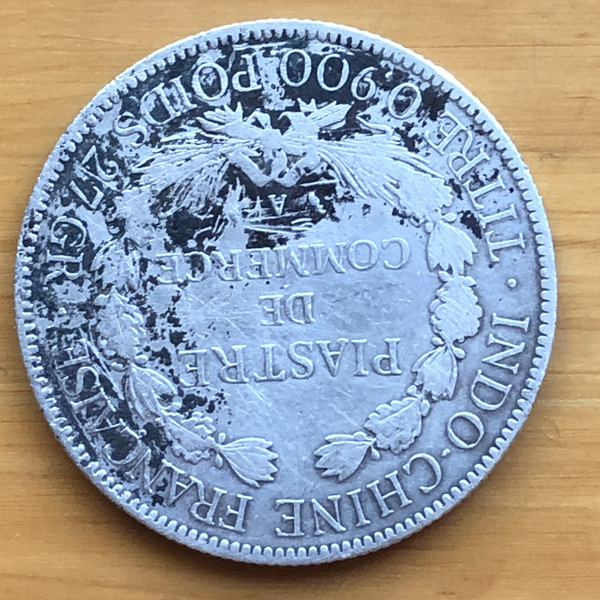 INDO-CHINE FRANÇAISE
PIASTRE
DE
COMMERCE
A
TITRE 0.900 POIDS 27 GR.